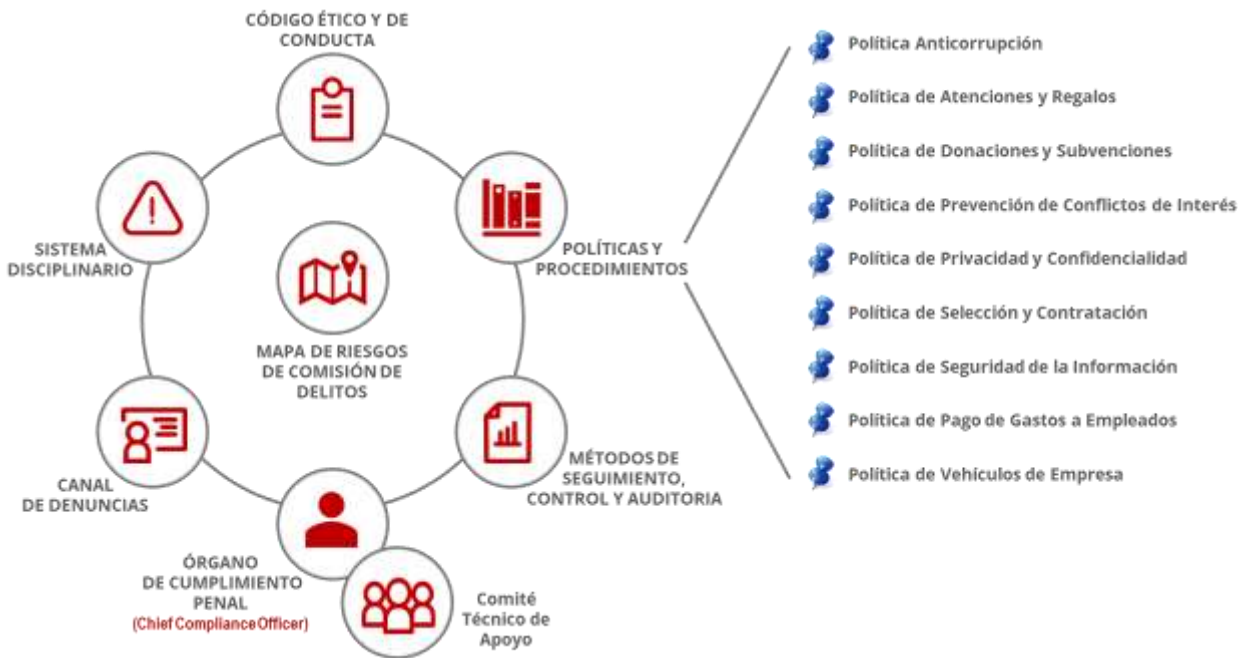 CÓDIGO ÉTICO Y DE
CONDUCTA
SISTEMA
DISCIPLINARIO
POLÍTICAS Y
PROCEDIMIENTOS
MAPA DE RIESGOS
DE COMISIÓN DE
DELITOS
CANAL
DE DENUNCIAS
MÉTODOS DE
SEGUIMIENTO,
CONTROL Y AUDITORIA
ÓRGANO
DE CUMPLIMIENTO
PENAL
(Chief Compliance Officer)
Comité
Técnico de
Apoyo
Política Anticorrupción
Política de Atenciones y Regalos
Política de Donaciones y Subvenciones
Política de Prevención de Conflictos de Interés
Política de Privacidad y Confidencialidad
Política de Selección y Contratación
Política de Seguridad de la Información
Política de Pago de Gastos a Empleados
Política de Vehículos de Empresa